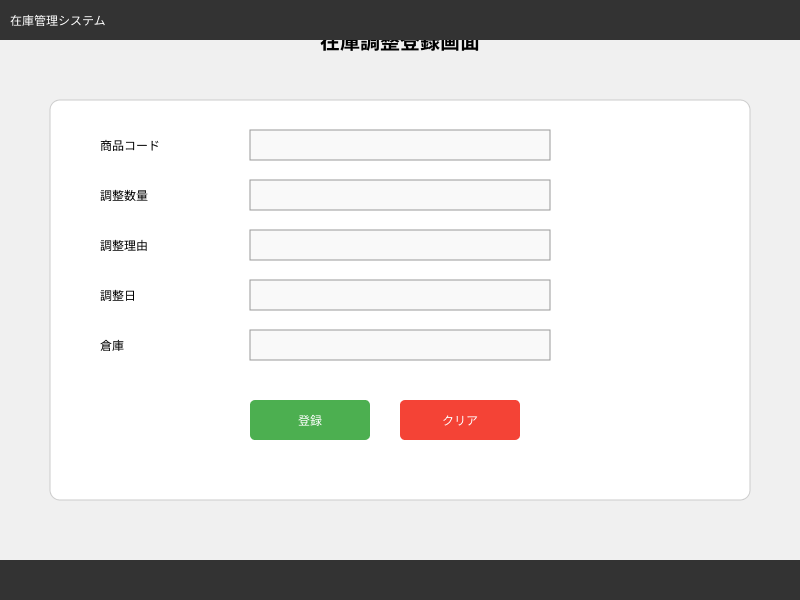 在庫管理システム
在庫調整登録画面
商品コード
調整数量
調整理由
調整日
倉庫
登録
クリア